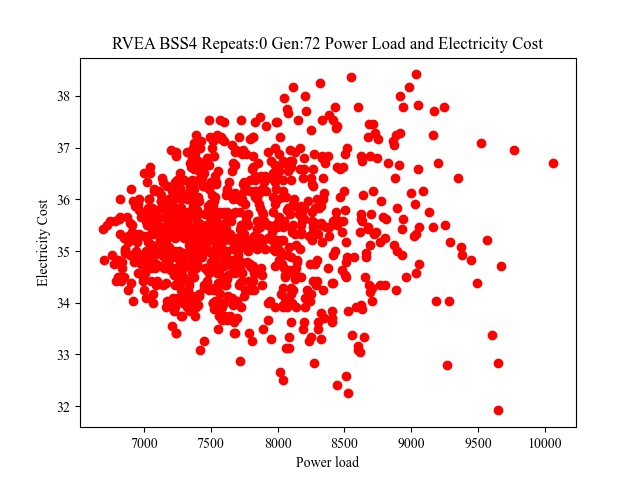 RVEA BSS4 Repeats:0 Gen:72 Power Load and Electricity Cost
38
37
36
35
34
33
32
Electricity Cost
7000 7500 8000 8500 9000 9500 10000
Power load